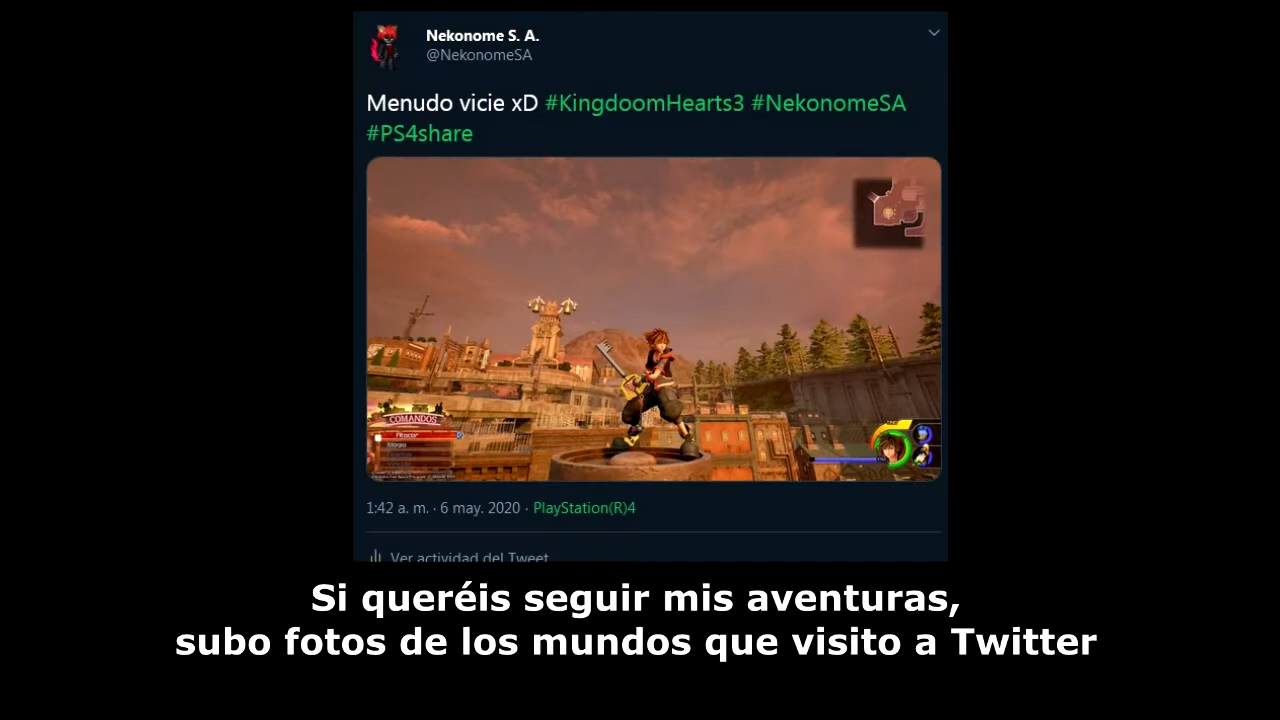 Nekonome S. A.
@NekonomeSA
Menudo vicie xD #KingdoomHearts3 #NekonomeSA
#PS4share
COMANDOS
Atacar
Magia
1:42 a. m. · 6 may. 2020 · PlayStation(R)4
Ver actividad del Tweet
Si queréis seguir mis aventuras,
subo fotos de los mundos que visito a Twitter